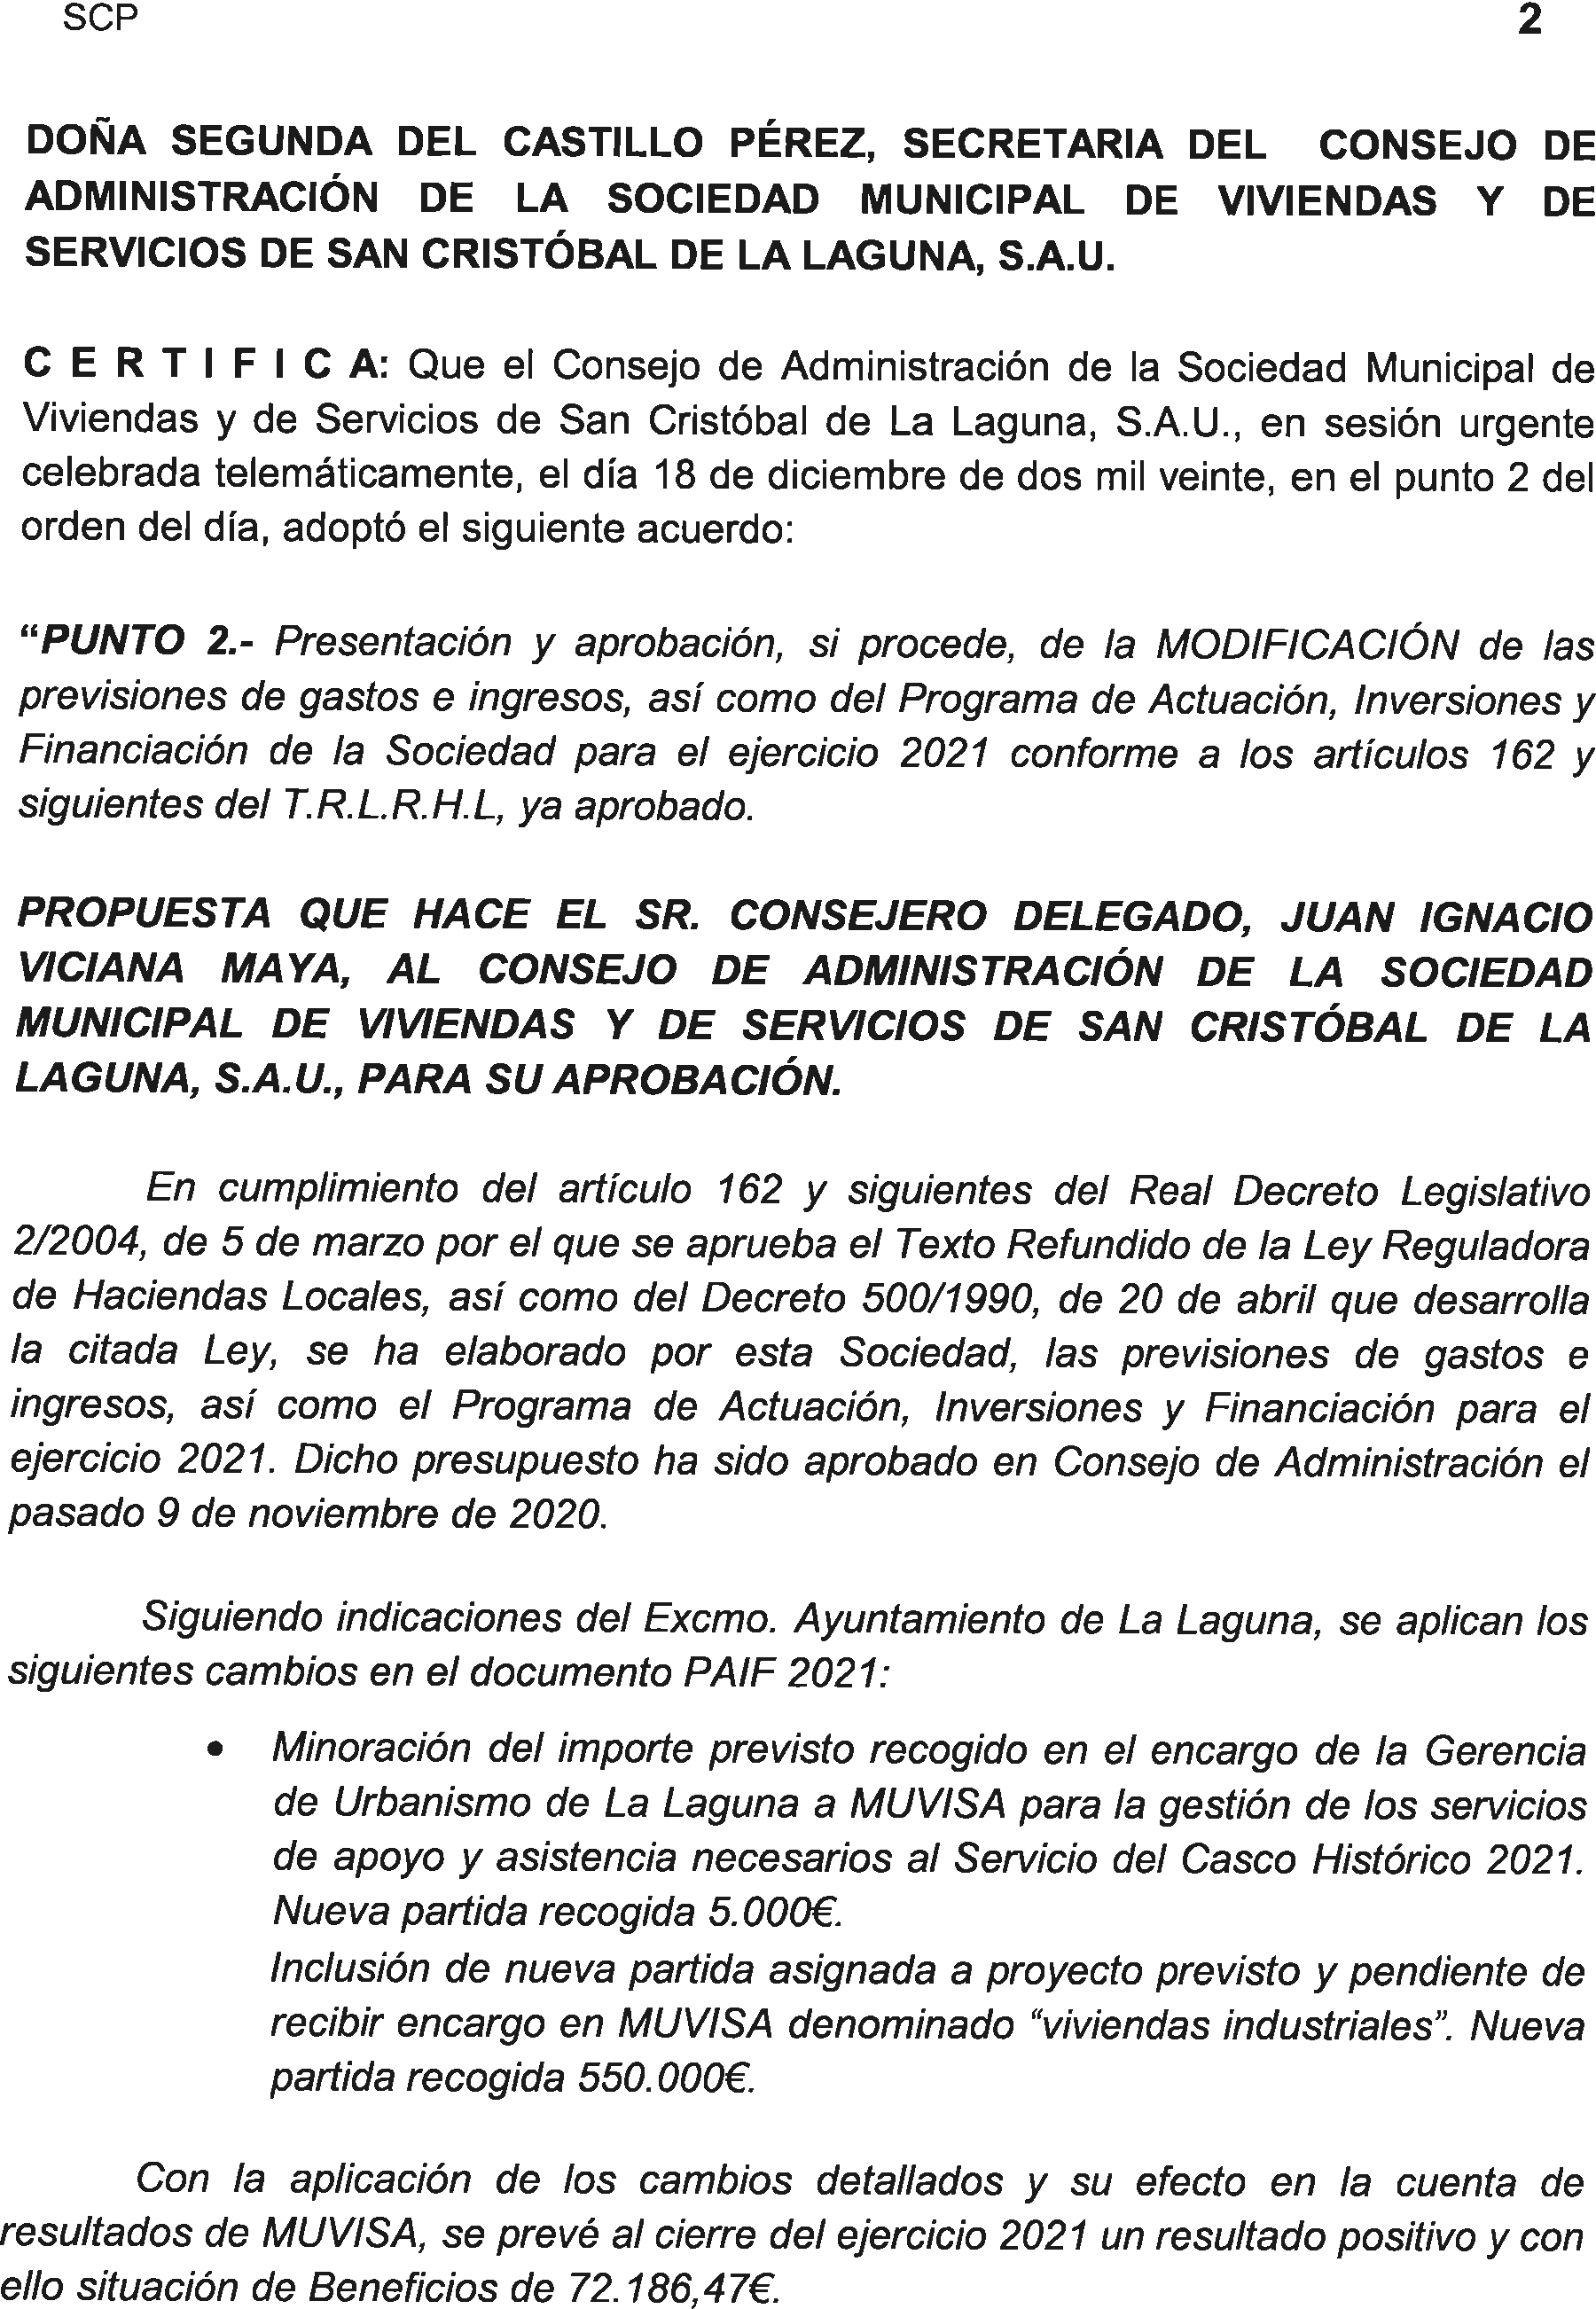 SCP 2
DOÑA SEGUNDA DEL CASTILLO PÉREZ, SECRETARIA DEL CONSEJO DE
ADMINISTRACIÓN DE LA SOCIEDAD MUNICIPAL DE VIVIENDAS Y DE
SERVICIOS DE SAN CRISTÓBAL DE LA LAGUNA, S.A.U.
C E R T I F I C A: Que el Consejo de Administración de la Sociedad Municipal de
Viviendas y de Servicios de San Cristóbal de La Laguna, S.A.U., en sesión urgente
celebrada telemáticamente, el día 18 de diciembre de dos mil veinte, en el punto 2 del
orden del día, adoptó el siguiente acuerdo:
“PUNTO 2.- Presentación y aprobación, si procede, de la MODIFICACIÓN de las
previsiones de gastos e ingresos, así como del Programa de Actuación, Inversiones y
Financiación de la Sociedad para el ejercicio 2021 conforme a los artículos 162 y
siguientes del T.R.L.R.H.L, ya aprobado.
PROPUESTA QUE HACE EL SR. CONSEJERO DELEGADO, JUAN IGNACIO
VICIANA MAYA, AL CONSEJO DE ADMINISTRACIÓN DE LA SOCIEDAD
MUNICIPAL DE VIVIENDAS Y DE SERVICIOS DE SAN CRISTÓBAL DE LA
LAGUNA, S.A.U., PARA SU APROBACIÓN.
En cumplimiento del artículo 162 y siguientes del Real Decreto Legislativo
2/2004, de 5 de marzo por el que se aprueba el Texto Refundido de la Ley Reguladora
de Haciendas Locales, así como del Decreto 500/1990, de 20 de abril que desarrolla
la citada Ley, se ha elaborado por esta Sociedad, las previsiones de gastos e
ingresos, así como el Programa de Actuación, Inversiones y Financiación para el
ejercicio 2021. Dicho presupuesto ha sido aprobado en Consejo de Administración el
pasado 9 de noviembre de 2020.
Siguiendo indicaciones del Excmo. Ayuntamiento de La Laguna, se aplican los
siguientes cambios en el documento PAIF 2021:
• Minoración del importe previsto recogido en el encargo de la Gerencia
de Urbanismo de La Laguna a MUVISA para la gestión de los servicios
de apoyo y asistencia necesarios al Servicio del Casco Histórico 2021.
Nueva partida recogida 5.000€.
Inclusión de nueva partida asignada a proyecto previsto y pendiente de
recibir encargo en MUVISA denominado “viviendas industriales”. Nueva
partida recogida 550.000€.
Con la aplicación de los cambios detallados y su efecto en la cuenta de
resultados de MUVISA, se prevé al cierre del ejercicio 2021 un resultado positivo y con
ello situación de Beneficios de 72.186,47€.